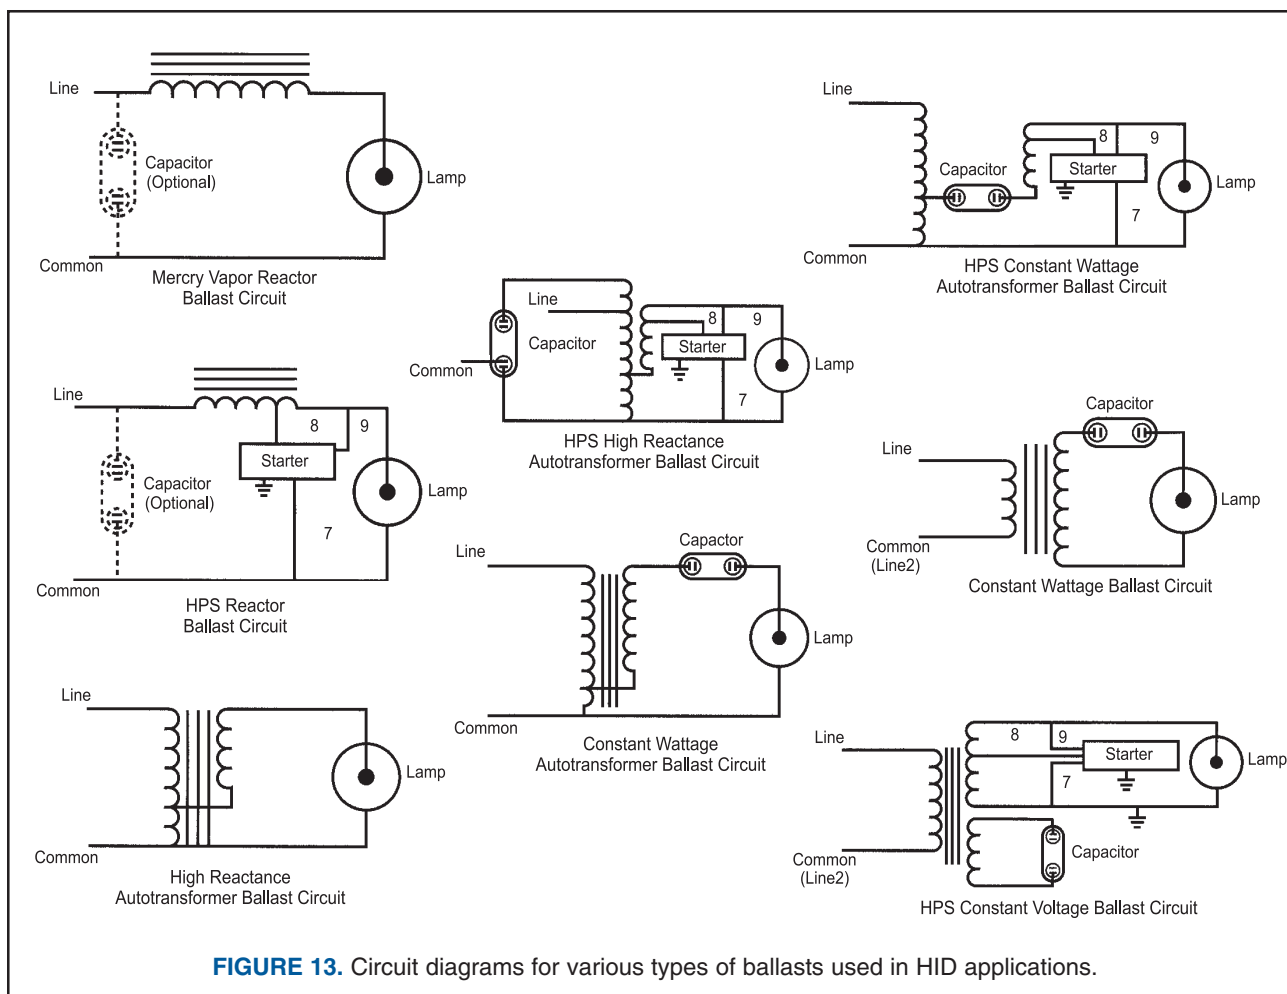 Line
Capacitor
(Optional)
Lamp
Common
Mercry Vapor Reactor
Ballast Circuit
Line
Capacitor
8
9
Starter
7
Lamp
Common
HPS Constant Wattage
Autotransformer Ballast Circuit
Line
Capacitor
Common
8
9
Starter
7
Lamp
HPS High Reactance
Autotransformer Ballast Circuit
Line
8
9
Starter
Capacitor
(Optional)
7
Lamp
Common
HPS Reactor
Ballast Circuit
Capacitor
Line
Lamp
Common
(Line2)
Constant Wattage Ballast Circuit
Line
Capactor
Lamp
Common
Constant Wattage
Autotransformer Ballast Circuit
Line
Lamp
Common
High Reactance
Autotransformer Ballast Circuit
Line
8
9
Starter
7
Lamp
Common
(Line2)
Capacitor
HPS Constant Voltage Ballast Circuit
FIGURE 13. Circuit diagrams for various types of ballasts used in HID applications.